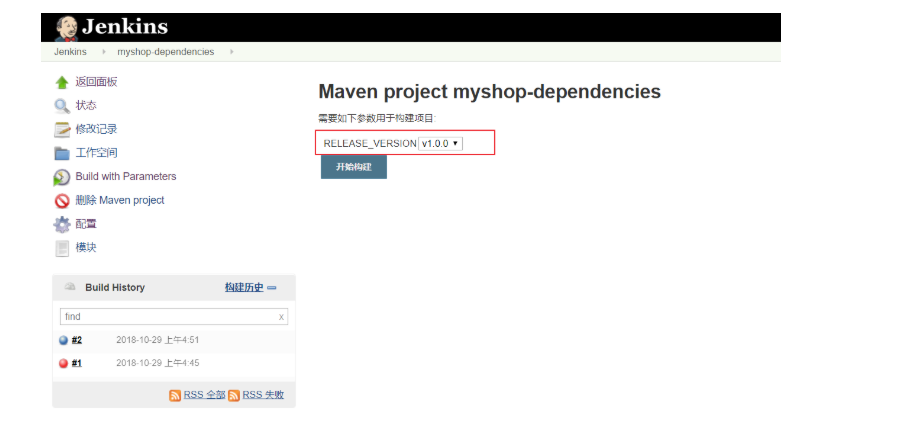 Jenkins
Jenkins myshop-dependencies
返回面板
状态
修改记录
工作空间
Build with Parameters
删除 Maven project
配置
模块
Maven project myshop-dependencies
需要如下参数用于构建项目:
RELEASE_VERSION v1.0.0
开始构建
Build History 构建历史
find x
#2 2018-10-29 上午4:51
#1 2018-10-29 上午4:45
RSS 全部 RSS 失败